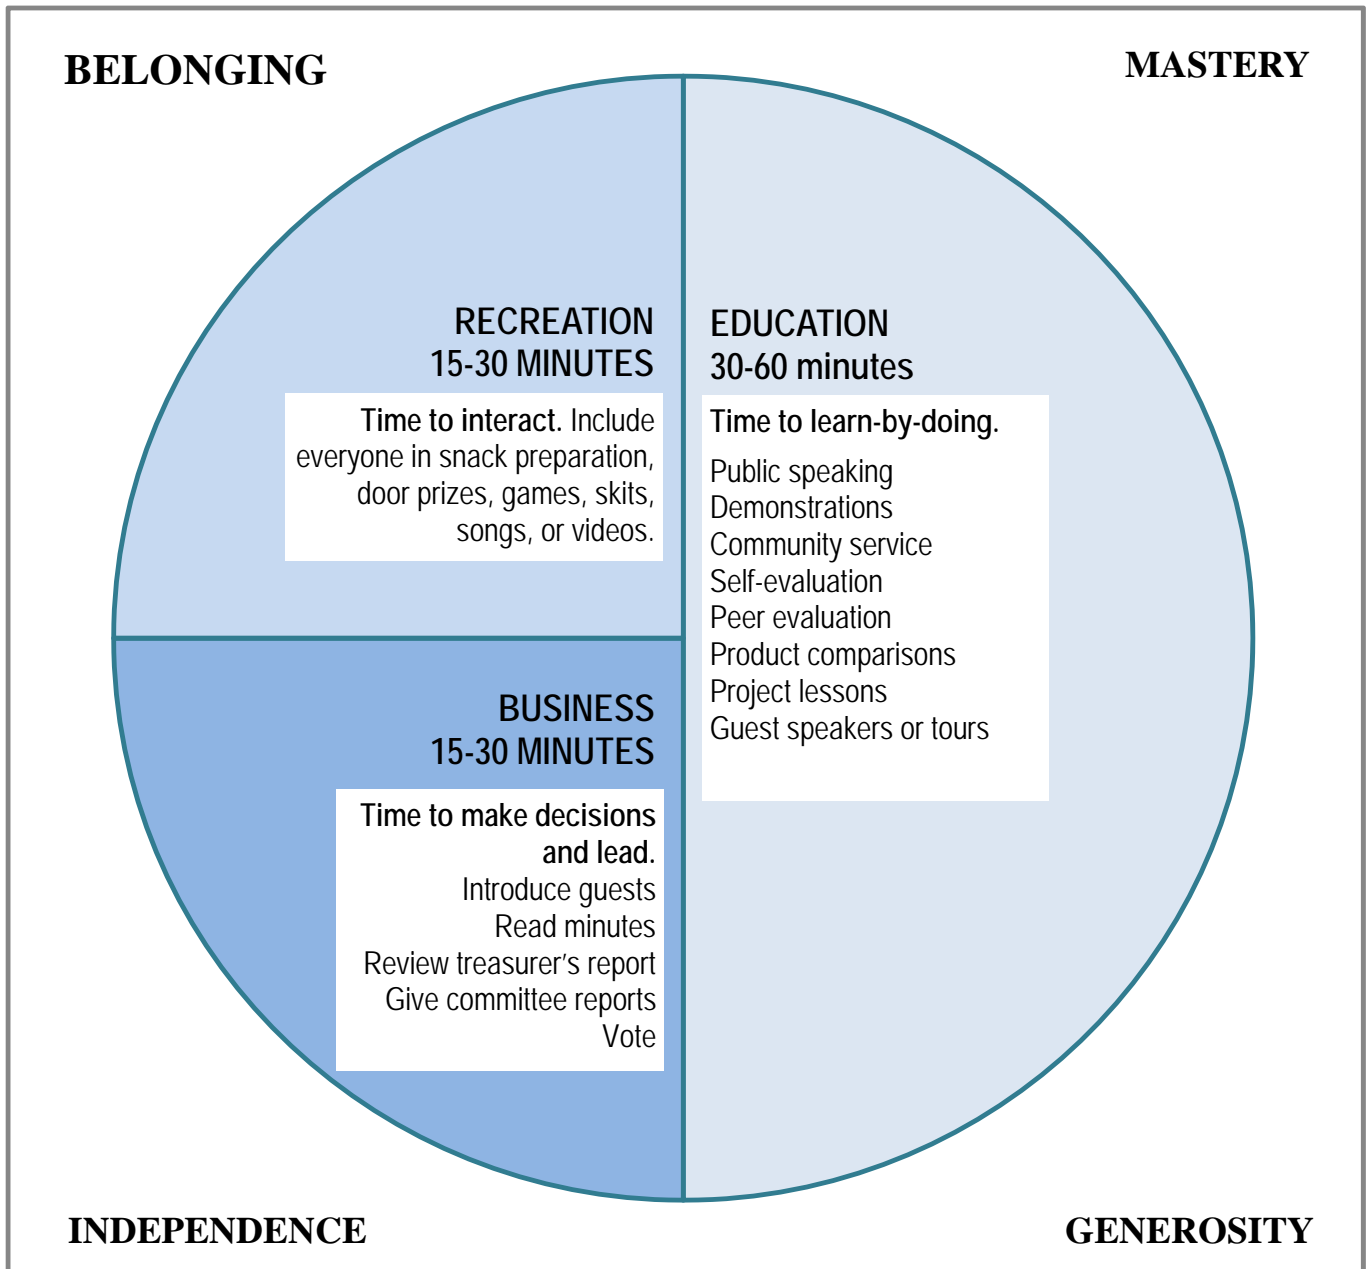 BELONGING
MASTERY
RECREATION
15-30 MINUTES
Time to interact. Include
everyone in snack preparation,
door prizes, games, skits,
songs, or videos.
EDUCATION
30-60 minutes
Time to learn-by-doing.
Public speaking
Demonstrations
Community service
Self-evaluation
Peer evaluation
Product comparisons
Project lessons
Guest speakers or tours
BUSINESS
15-30 MINUTES
Time to make decisions
and lead.
Introduce guests
Read minutes
Review treasurer’s report
Give committee reports
Vote
INDEPENDENCE
GENEROSITY